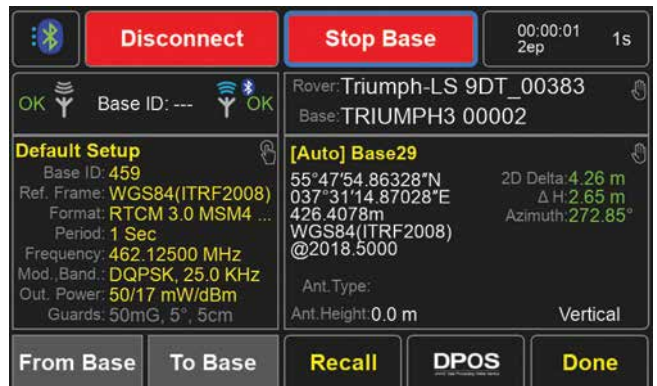 Disconnect
Stop Base
00:00:01
2ep
1s
OK Base ID: --- OK
Rover: Triumph-LS 9DT_00383
Base: TRIUMPH3 00002
Default Setup
Base ID: 459
Ref. Frame: WGS84(ITRF2008)
Format: RTCM 3.0 MSM4 ...
Period: 1 Sec
Frequency: 462.12500 MHz
Mod.,Band.: DQPSK, 25.0 KHz
Out. Power: 50/17 mW/dBm
Guards: 50mG, 5°, 5cm
[Auto] Base29
55°47'54.86328"N
037°31'14.87028"E
426.4078m
WGS84(ITRF2008)
@2018.5000
2D Delta: 4.26 m
Δ H: 2.65 m
Azimuth: 272.85°
Ant.Type:
Ant.Height: 0.0 m Vertical
From Base
To Base
Recall
DPOS
Done